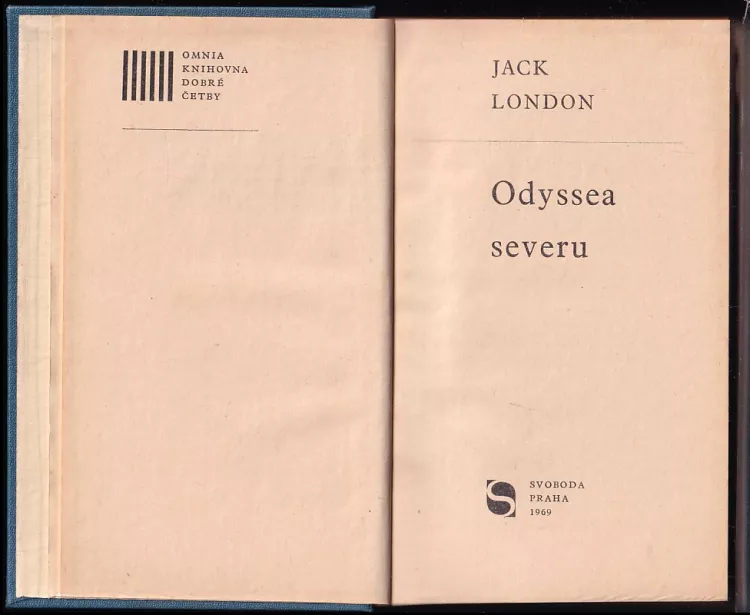 OMNIA
KNIHOVNA
DOBRÉ
ČETBY
JACK
LONDON
Odyssea
severu
SVOBODA
PRAHA
1969